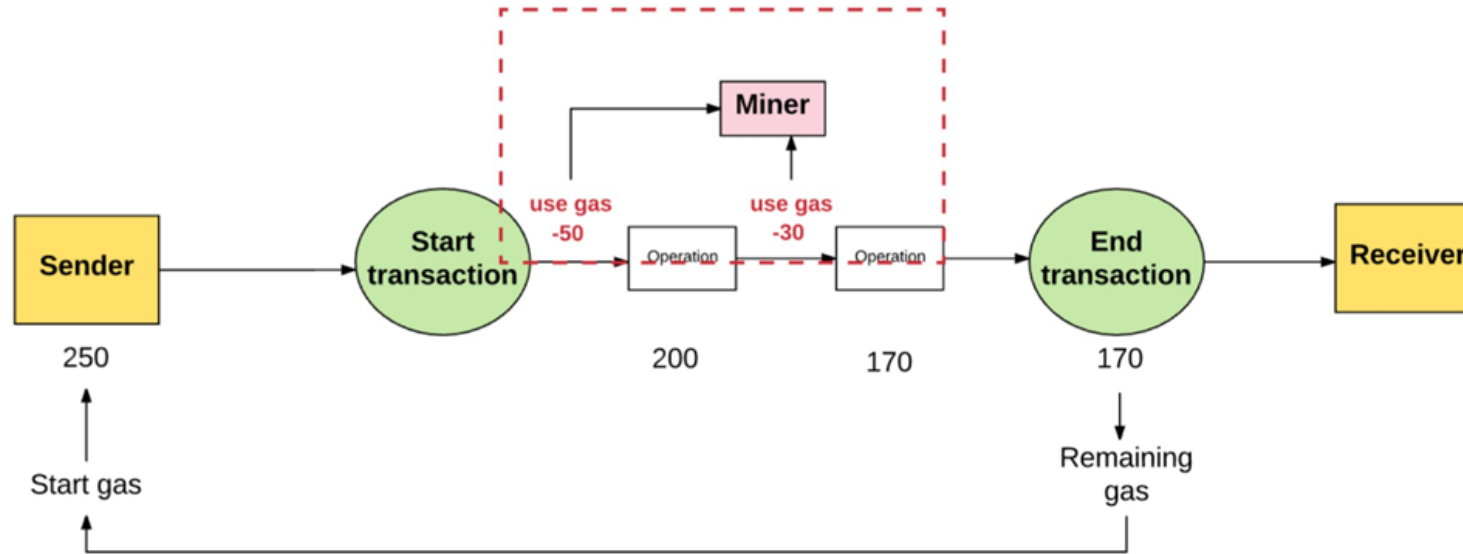 Miner
use gas
-50
use gas
-30
Sender
Start
transaction
Operation
Operation
End
transaction
Receiver
250
200
170
170
Start gas
Remaining
gas